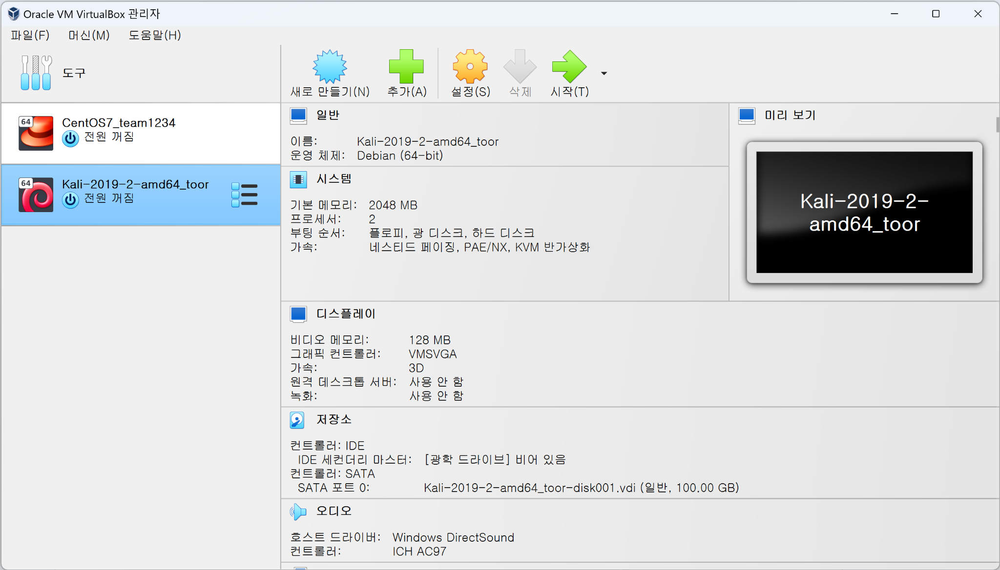 Oracle VM VirtualBox 관리자
파일(F) 머신(M) 도움말(H)
도구
새로 만들기(N) 추가(A) 설정(S) 삭제 시작(T)
64 CentOS7_team1234
전원 꺼짐
64 Kali-2019-2-amd64_toor
전원 꺼짐
일반
이름: Kali-2019-2-amd64_toor
운영 체제: Debian (64-bit)
시스템
기본 메모리: 2048 MB
프로세서: 2
부팅 순서: 플로피, 광 디스크, 하드 디스크
가속: 네스티드 페이징, PAE/NX, KVM 반가상화
미리 보기
Kali-2019-2-
amd64_toor
디스플레이
비디오 메모리: 128 MB
그래픽 컨트롤러: VMSVGA
가속: 3D
원격 데스크톱 서버: 사용 안 함
녹화: 사용 안 함
저장소
컨트롤러: IDE
IDE 세컨더리 마스터: [광학 드라이브] 비어 있음
컨트롤러: SATA
SATA 포트 0: Kali-2019-2-amd64_toor-disk001.vdi (일반, 100.00 GB)
오디오
호스트 드라이버: Windows DirectSound
컨트롤러: ICH AC97